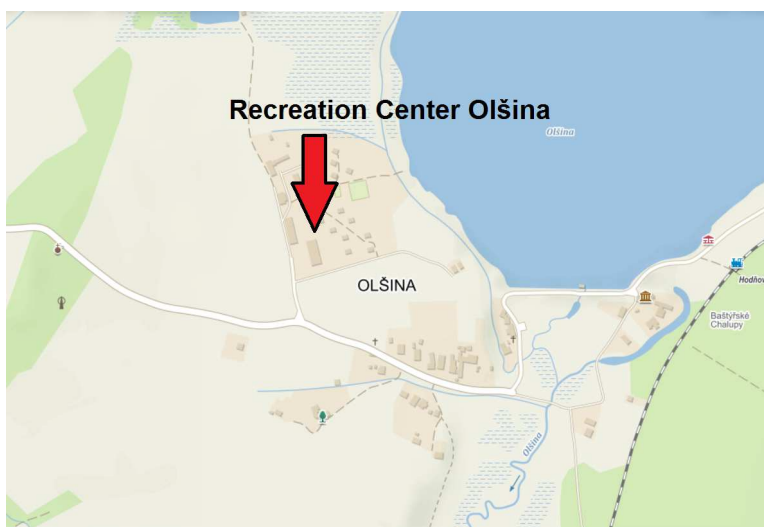 Recreation Center Olšina
Olšina
OLŠINA
Hodňov
Baštýřské
Chalupy
Olšina